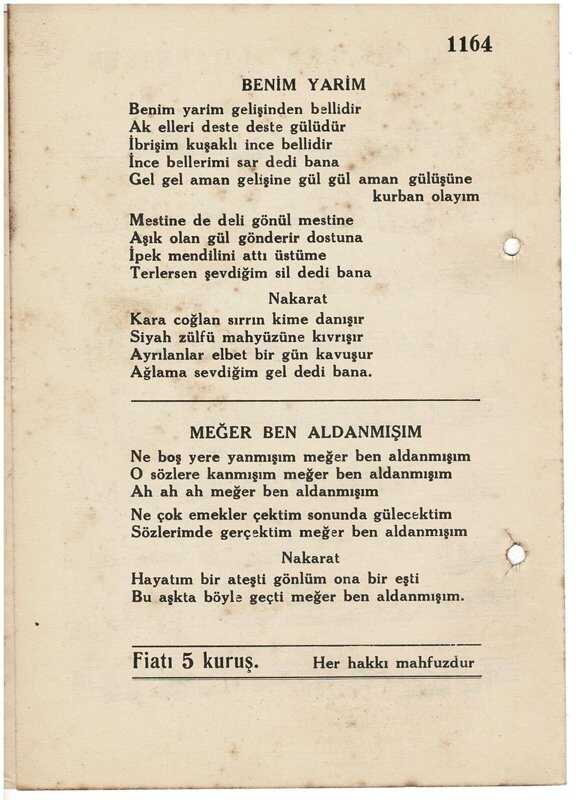 1164
BENİM YARİM
Benim yarim gelişinden bellidir
Ak elleri deste deste gülüdür
İbrişim kuşaklı ince bellidir
İnce bellerimi sar dedi bana
Gel gel aman gelişine gül gül aman gülüşüne
kurban olayım
Mestine de deli gönül mestine
Aşık olan gül gönderir dostuna
İpek mendilini attı üstüme
Terlersen şevdiğim sil dedi bana
Nakarat
Kara coğlan sırrın kime danışır
Siyah zülfü mahyüzüne kıvrışır
Ayrılanlar elbet bir gün kavuşur
Ağlama sevdiğim gel dedi bana.
MEĞER BEN ALDANMIŞIM
Ne boş yere yanmışım meğer ben aldanmışım
O sözlere kanmışım meğer ben aldanmışım
Ah ah ah meğer ben aldanmışım
Ne çok emekler çektim sonunda gülecektim
Sözlerimde gerçektim meğer ben aldanmışım
Nakarat
Hayatım bir ateşti gönlüm ona bir eşti
Bu aşkta böyle geçti meğer ben aldanmışım.
Fiatı 5 kuruş. Her hakkı mahfuzdur